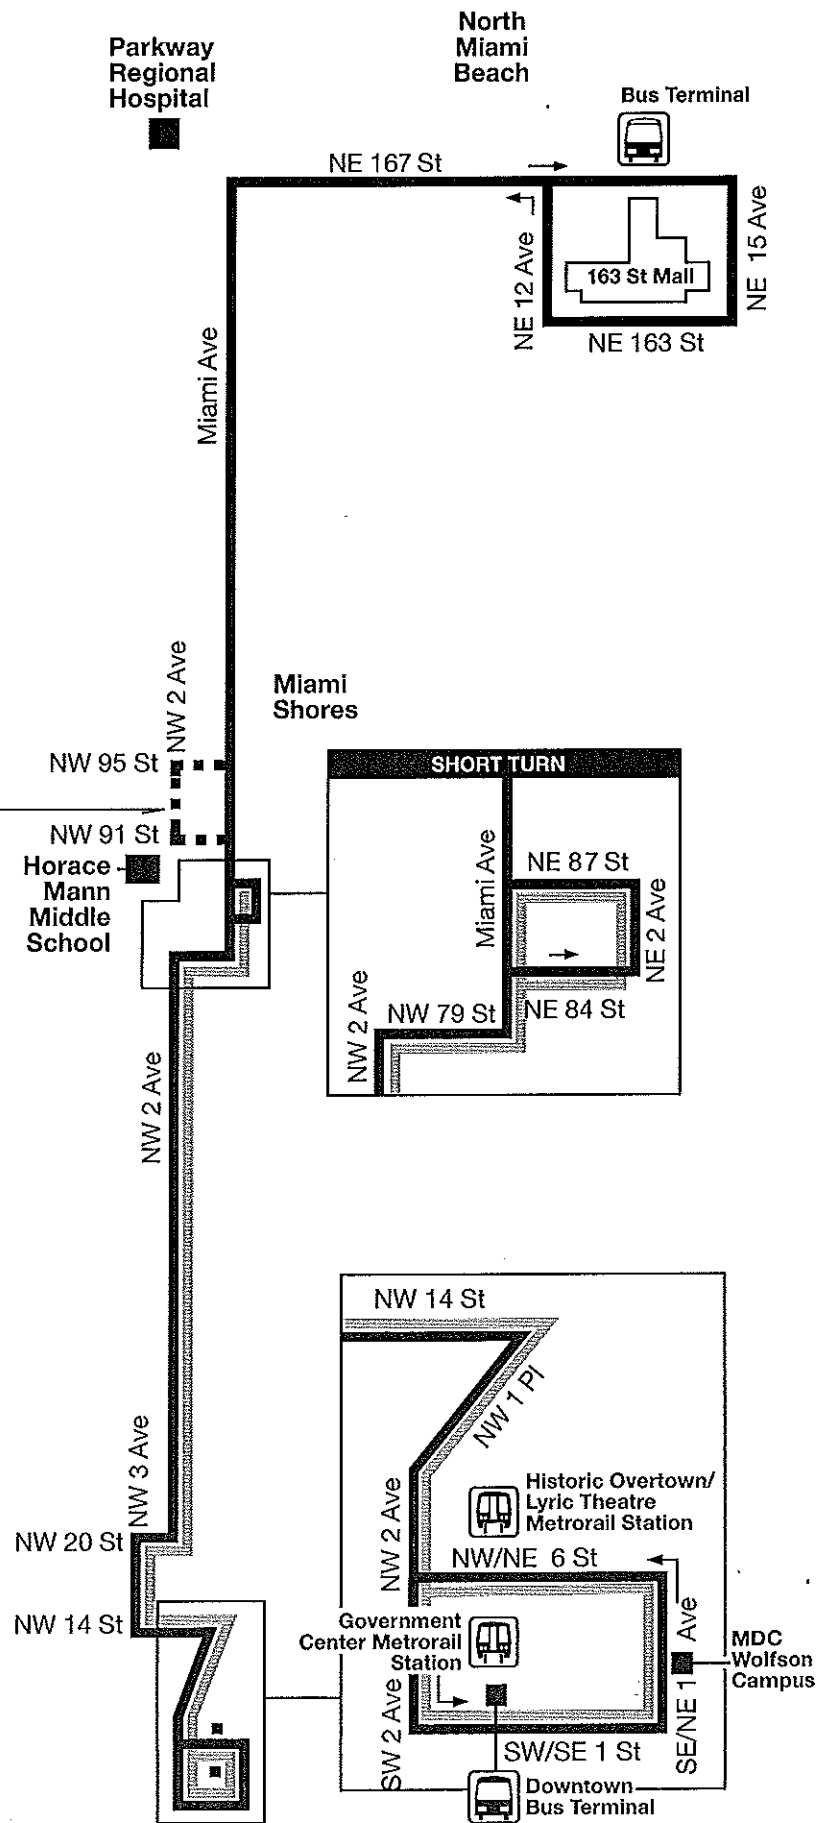 Parkway
Regional
Hospital
North
Miami
Beach
Bus Terminal
NE 167 St
NE 12 Ave
163 St Mall
NE 15 Ave
NE 163 St
Miami Ave
NW 2 Ave
Miami
Shores
NW 95 St
NW 91 St
Horace
Mann
Middle
School
SHORT TURN
Miami Ave
NE 87 St
NE 2 Ave
NW 79 St
NE 84 St
NW 2 Ave
NW 2 Ave
NW 3 Ave
NW 20 St
NW 14 St
NW 14 St
NW 1 Pl
NW 2 Ave
Historic Overtown/
Lyric Theatre
Metrorail Station
NW/NE 6 St
Government
Center Metrorail
Station
SW 2 Ave
SE/NE 1 Ave
MDC
Wolfson
Campus
SW/SE 1 St
Downtown
Bus Terminal